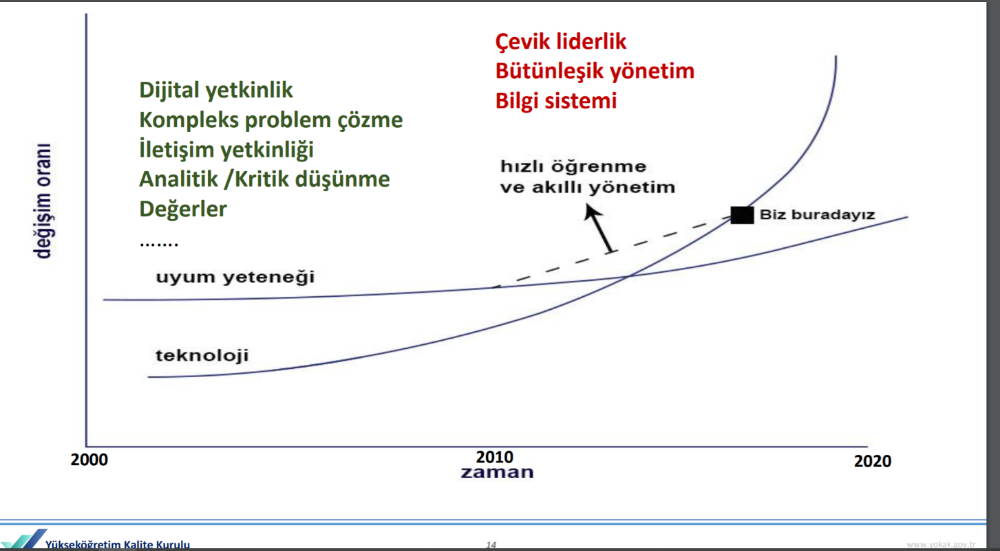 Çevik liderlik
Bütünleşik yönetim
Bilgi sistemi
Dijital yetkinlik
Kompleks problem çözme
İletişim yetkinliği
Analitik /Kritik düşünme
Değerler
.......
değişim oranı
hızlı öğrenme
ve akıllı yönetim
Biz buradayız
uyum yeteneği
teknoloji
2000
2010
2020
zaman
Yükseköğretim Kalite Kurulu
14
www.yokak.gov.tr